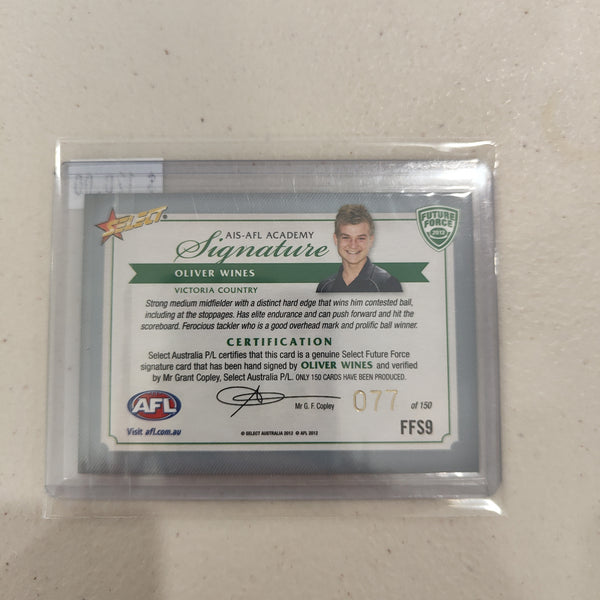 SELECT
AIS-AFL ACADEMY
Signature
FUTURE
FORCE
2012
OLIVER WINES
VICTORIA COUNTRY
Strong medium midfielder with a distinct hard edge that wins him contested ball,
including at the stoppages. Has elite endurance and can push forward and hit the
scoreboard. Ferocious tackler who is a good overhead mark and prolific ball winner.
CERTIFICATION
Select Australia P/L certifies that this card is a genuine Select Future Force
signature card that has been hand signed by OLIVER WINES and verified
by Mr Grant Copley, Select Australia P/L. ONLY 150 CARDS HAVE BEEN PRODUCED.
AFL
Mr G. F. Copley 077 of 150
Visit afl.com.au
FFS9
© SELECT AUSTRALIA 2012 © AFL 2012